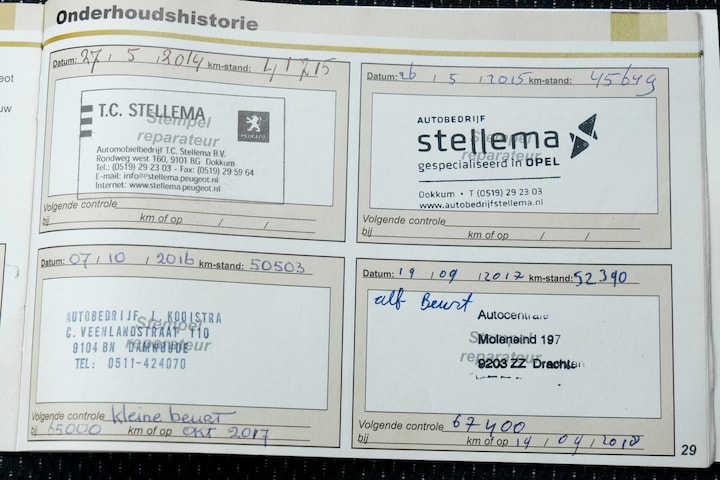 Onderhoudshistorie
Datum: 27 / 5 / 2014 km-stand: 41215
T.C. STELLEMA
Stempel
reparateur
PEUGEOT
Automobielbedrijf T.C. Stellema B.V.
Rondweg west 160, 9101 BG Dokkum
Tel.: (0519) 29 23 03 - Fax: (0519) 29 59 64
E-mail: info@stellema.peugeot.nl
Internet: www.stellema.peugeot.nl
Volgende controle
bij km of op / /
Datum: 26 / 5 / 2015 km-stand: 45649
AUTOBEDRIJF
stellema
Stempel
reparateur
gespecialiseerd in OPEL
Dokkum • T (0519) 29 23 03
www.autobedrijfstellema.nl
Volgende controle
bij km of op / /
Datum: 07 / 10 / 2016 km-stand: 50503
AUTOBEDRIJF KOOISTRA
Stempel
C. VEENLANDSTRAAT 110
reparateur
9104 BN DAMWOUDE
TEL: 0511-424070
Volgende controle kleine beurt
bij 65000 km of op okt 2017
Datum: 19 / 09 / 2017 km-stand: 52390
alf Beurt
Autocentrale
Stempel
Moleneind 197
reparateur
9203 ZZ Drachten
Volgende controle 67400
bij km of op 19 / 09 / 2018
29